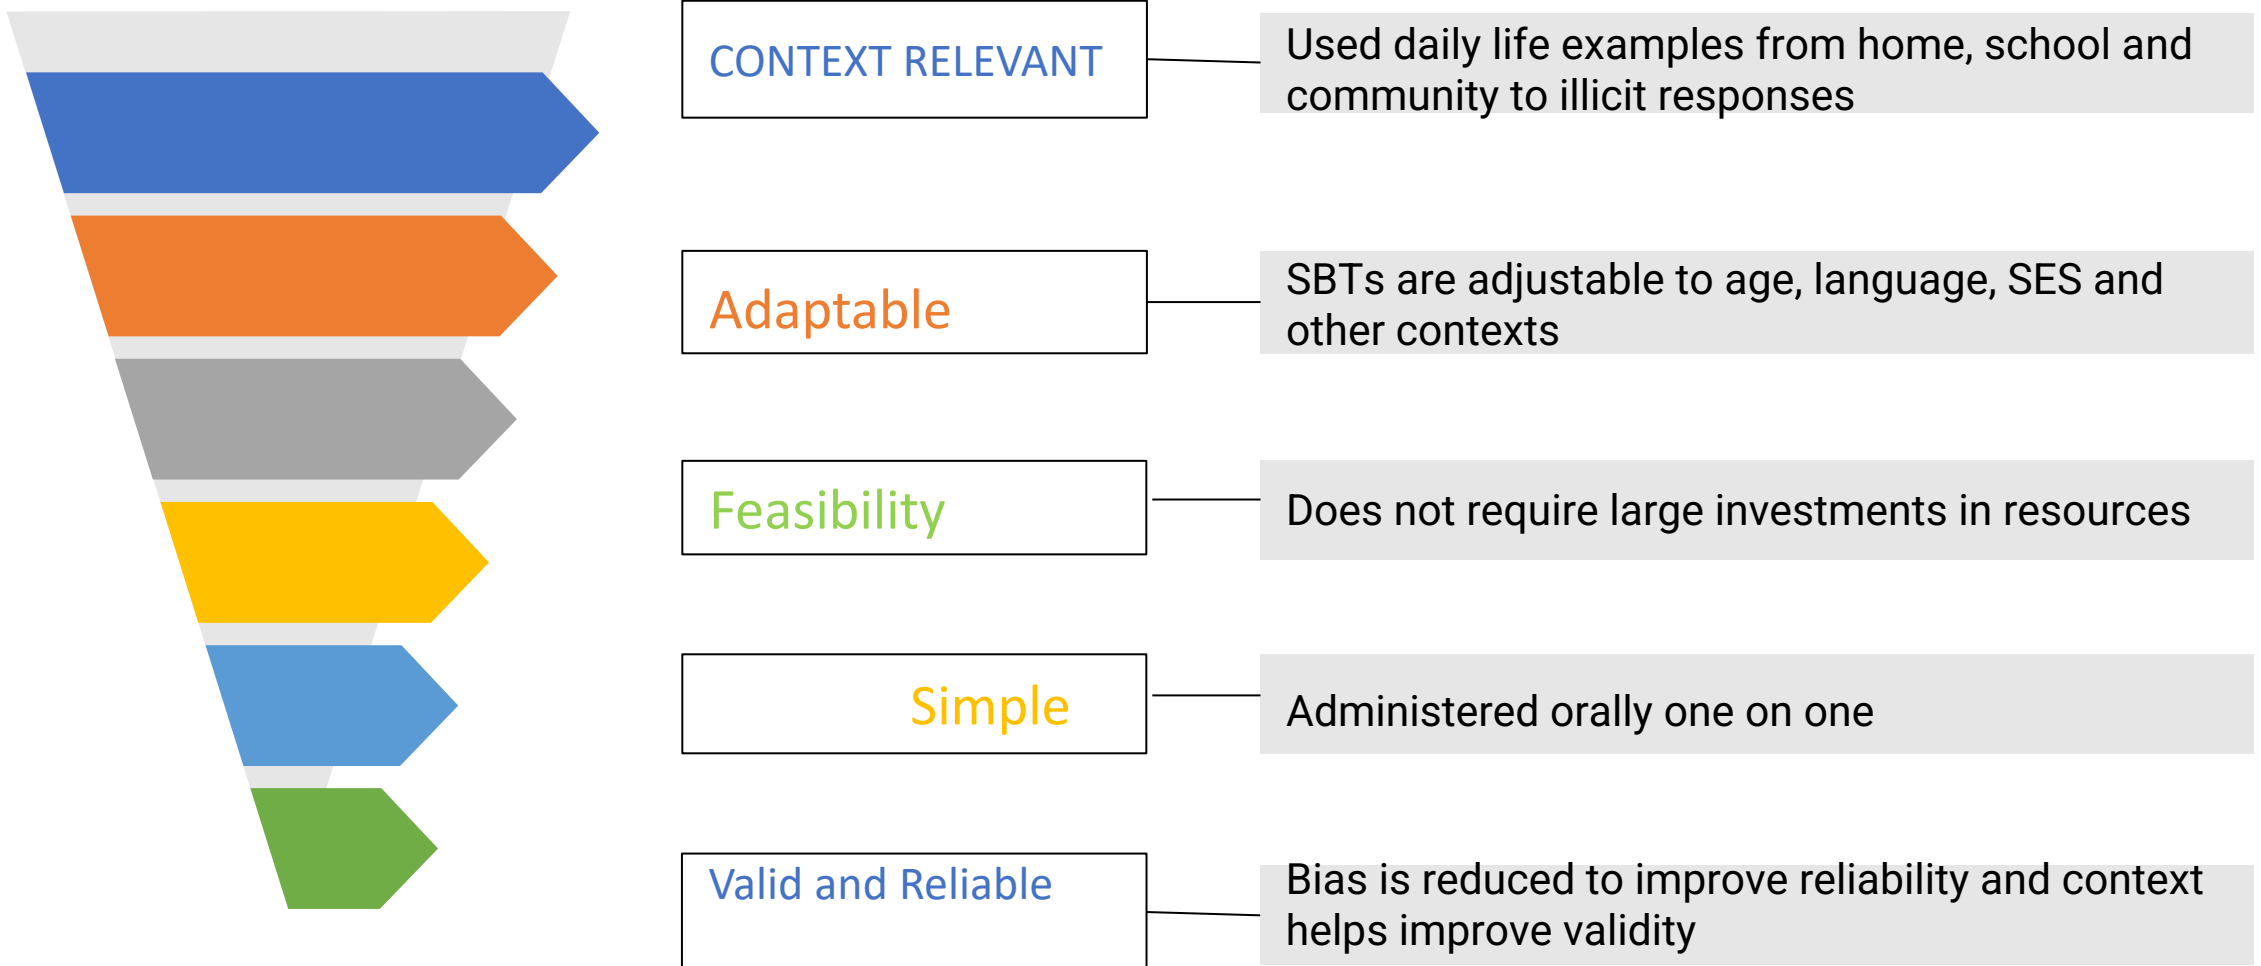 CONTEXT RELEVANT
Used daily life examples from home, school and
community to illicit responses
Adaptable
SBTs are adjustable to age, language, SES and
other contexts
Feasibility
Does not require large investments in resources
Simple
Administered orally one on one
Valid and Reliable
Bias is reduced to improve reliability and context
helps improve validity